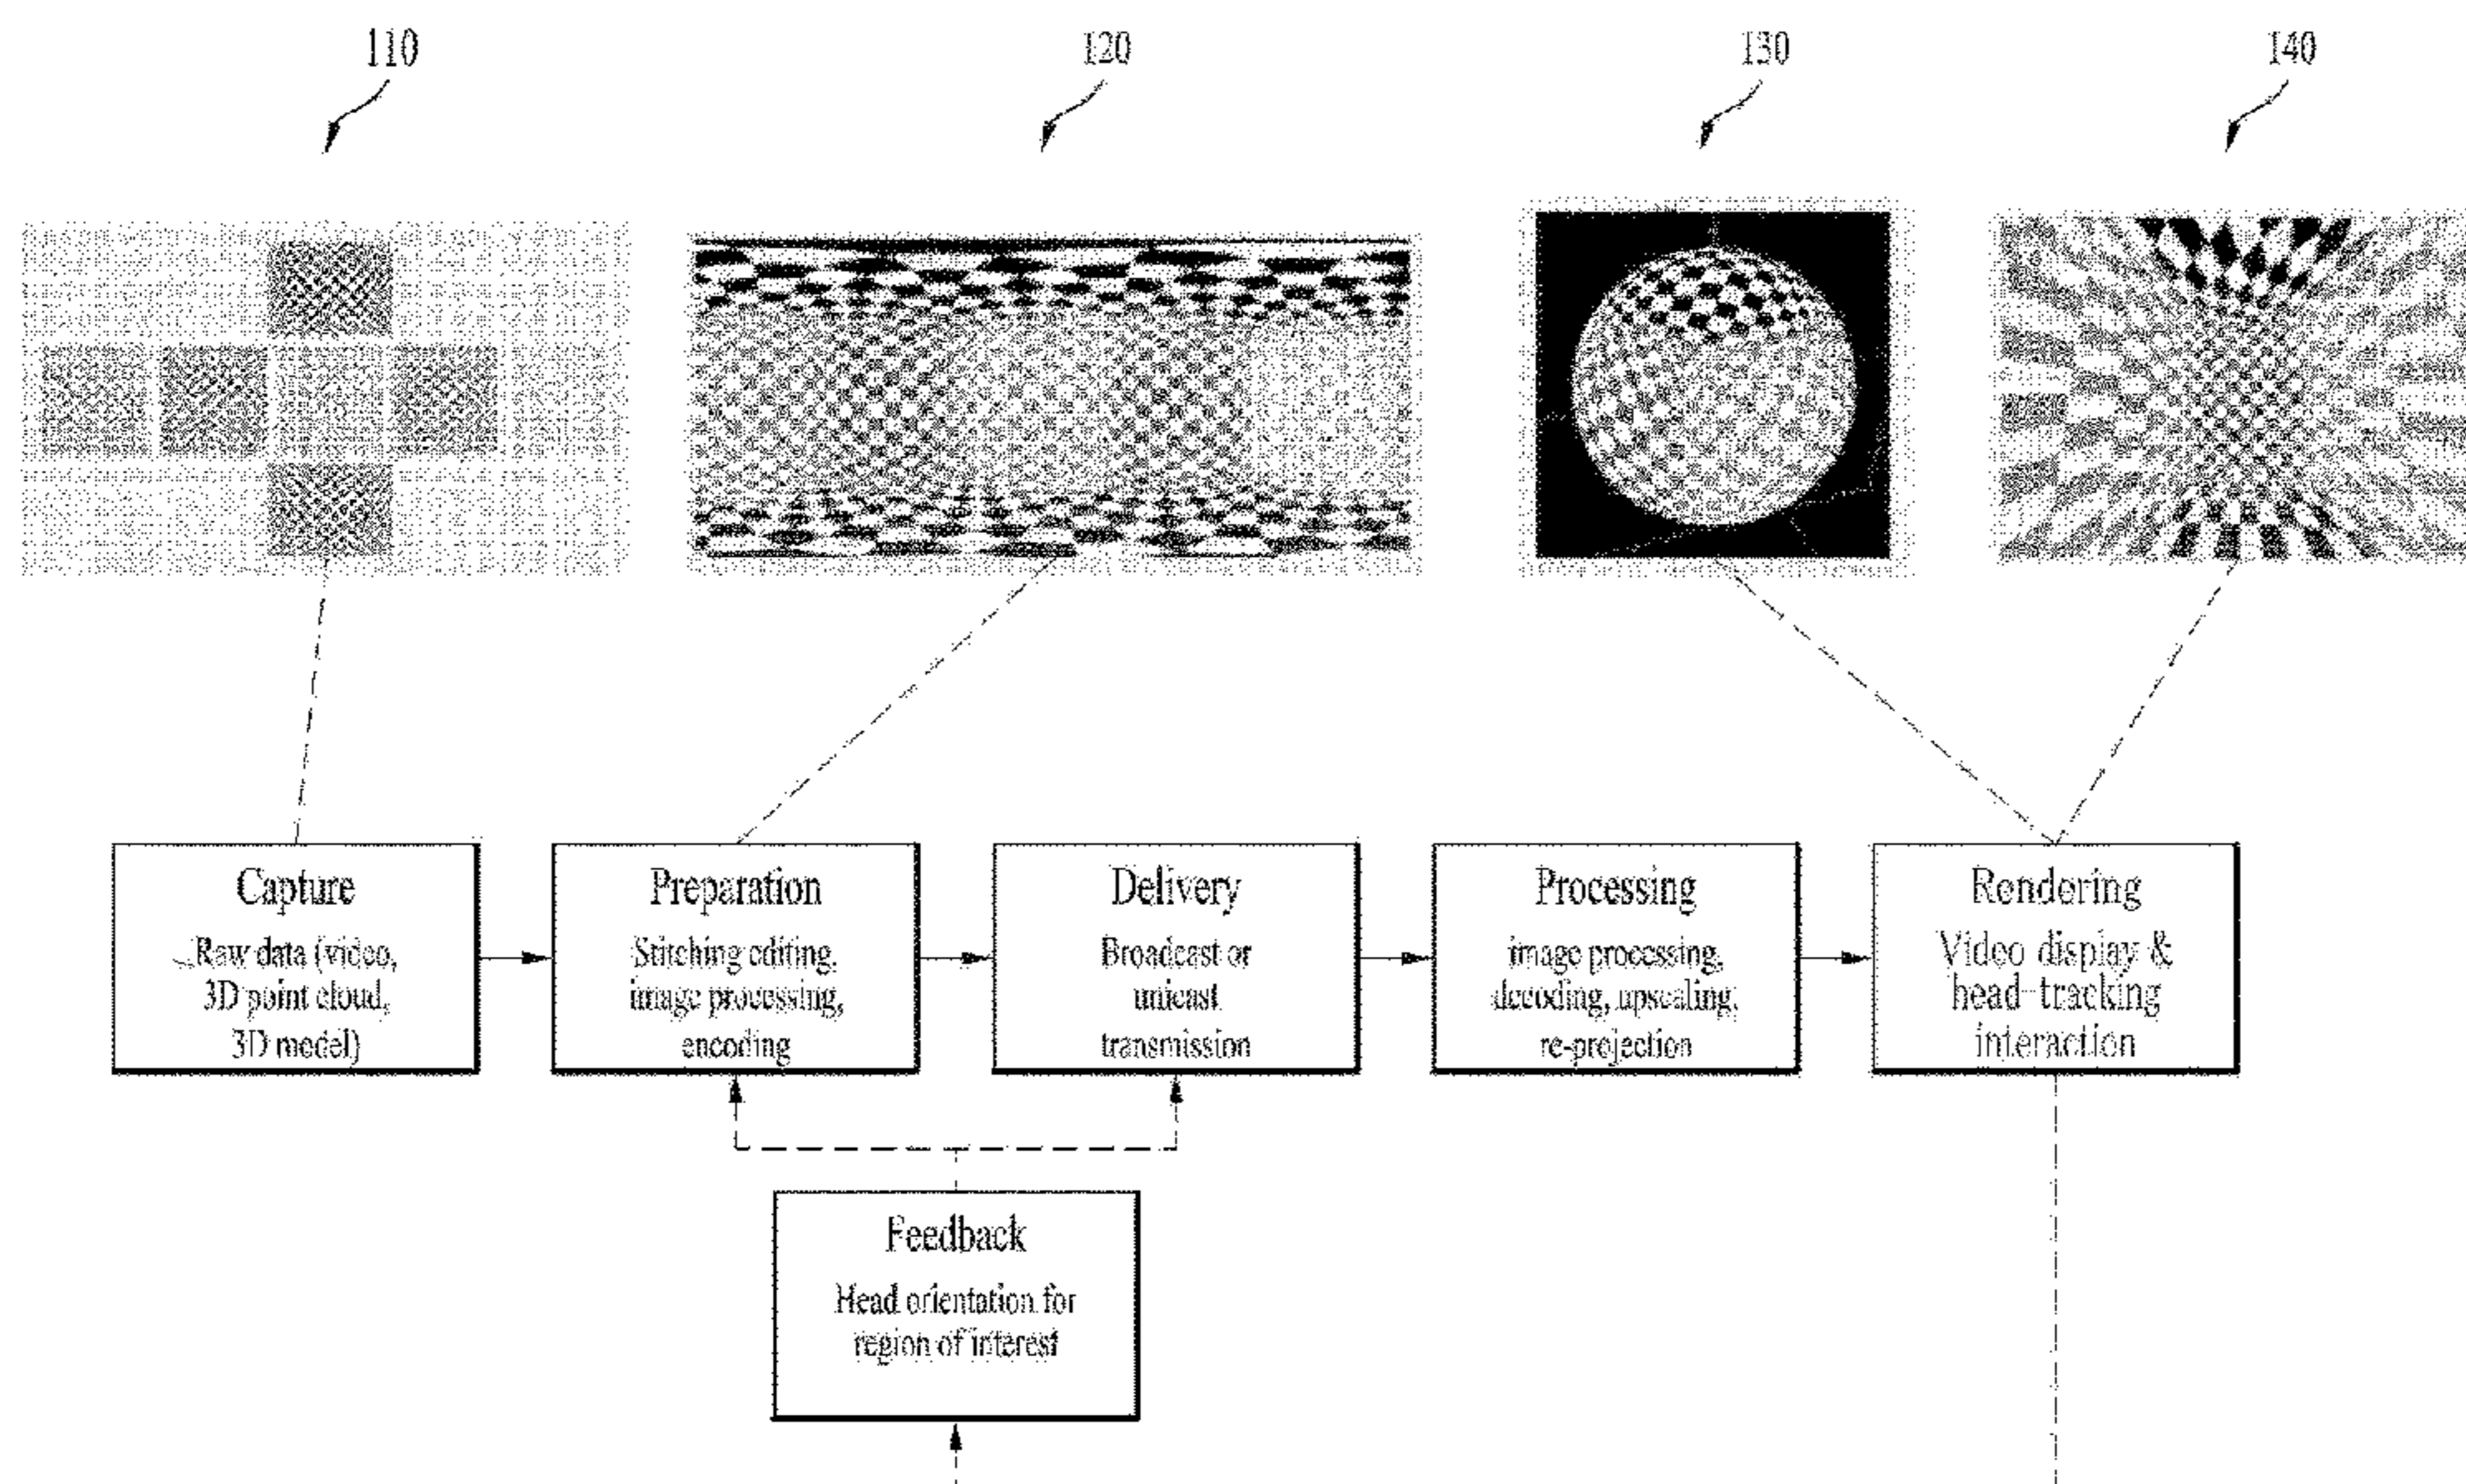 110
120
130
140
Capture
Raw data (video,
3D point cloud,
3D model)
Preparation
Stitching editing,
image processing,
encoding
Delivery
Broadcast or
unicast
transmission
Processing
image processing,
decoding, upscaling,
re-projection
Rendering
Video display &
head-tracking
interaction
Feedback
Head orientation for
region of interest